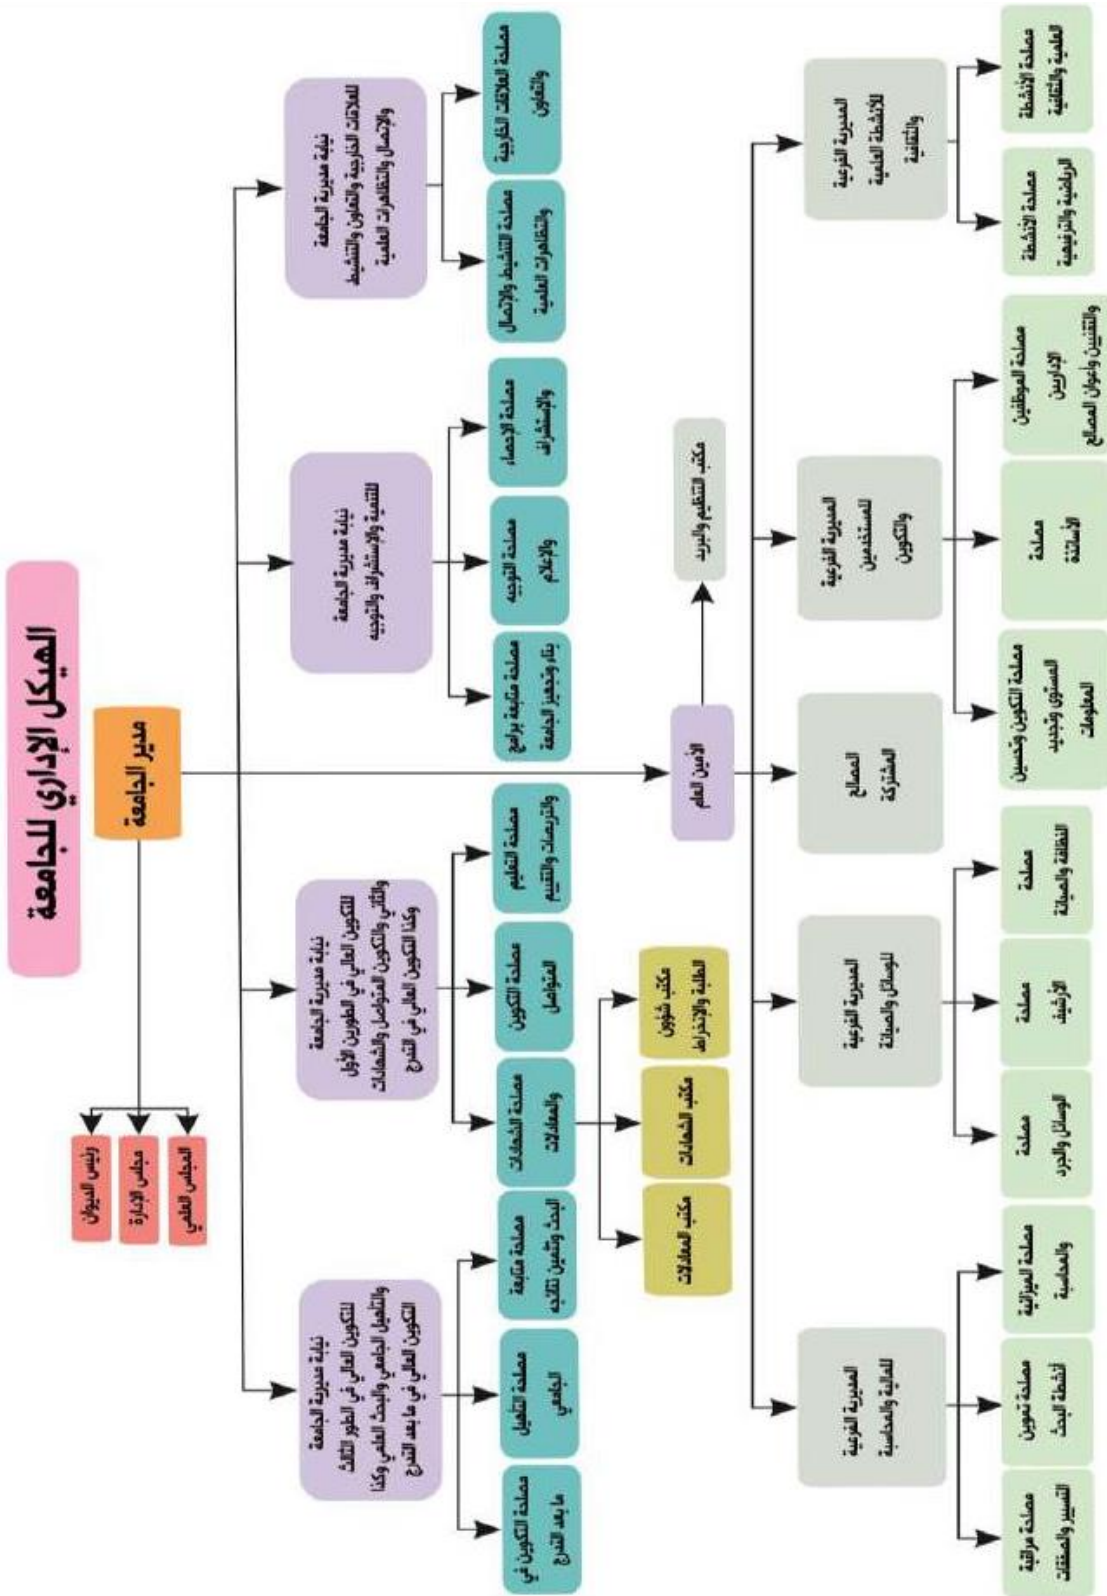 الهيكل الإداري للجامعة
مدير الجامعة
رئيس الديوان
مجلس الإدارة
المجلس العلمي
نيابة مديرية الجامعة
للعلاقات الخارجية والتعاون والتنشيط
والإتصال والتظاهرات العلمية
مصلحة العلاقات الخارجية
والتعاون
مصلحة التنشيط والإتصال
والتظاهرات العلمية
نيابة مديرية الجامعة
للتنمية والإستشراف والتوجيه
مصلحة الإحصاء
والإستشراف
مصلحة التوجيه
والإعلام
مصلحة متابعة برامج
بناء وتجهيز الجامعة
نيابة مديرية الجامعة
للتكوين العالي في الطورين الأول
والثاني والتكوين المتواصل والشهادات
وكذا التكوين العالي في التدرج
مصلحة التعليم
والتربصات والتقييم
مصلحة التكوين
المتواصل
مصلحة الشهادات
والمعادلات
مكتب شؤون
الطلبة والإنخراط
مكتب الشهادات
مكتب المعادلات
نيابة مديرية الجامعة
للتكوين العالي في الطور الثالث
والتأهيل الجامعي والبحث العلمي وكذا
التكوين العالي في ما بعد التدرج
مصلحة متابعة
البحث وتثمين نتائجه
مصلحة التأهيل
الجامعي
مصلحة التكوين في
ما بعد التدرج
الأمين العام
مكتب التنظيم والبريد
المديرية الفرعية
للأنشطة العلمية
والثقافية
مصلحة الأنشطة
العلمية والثقافية
مصلحة الأنشطة
الرياضية والترفيهية
المديرية الفرعية
للمستخدمين
والتكوين
مصلحة الموظفين
الإداريين
والتقنيين وأعوان المصالح
مصلحة
الأساتذة
مصلحة التكوين وتحسين
المستوى وتجديد
المعلومات
المصالح
المشتركة
المديرية الفرعية
للوسائل والصيانة
مصلحة
النظافة والصيانة
مصلحة
الارشيف
مصلحة
الوسائل والجرد
المديرية الفرعية
للمالية والمحاسبة
مصلحة الميزانية
والمحاسبة
مصلحة تموين
أنشطة البحث
مصلحة مراقبة
التسيير والصفقات